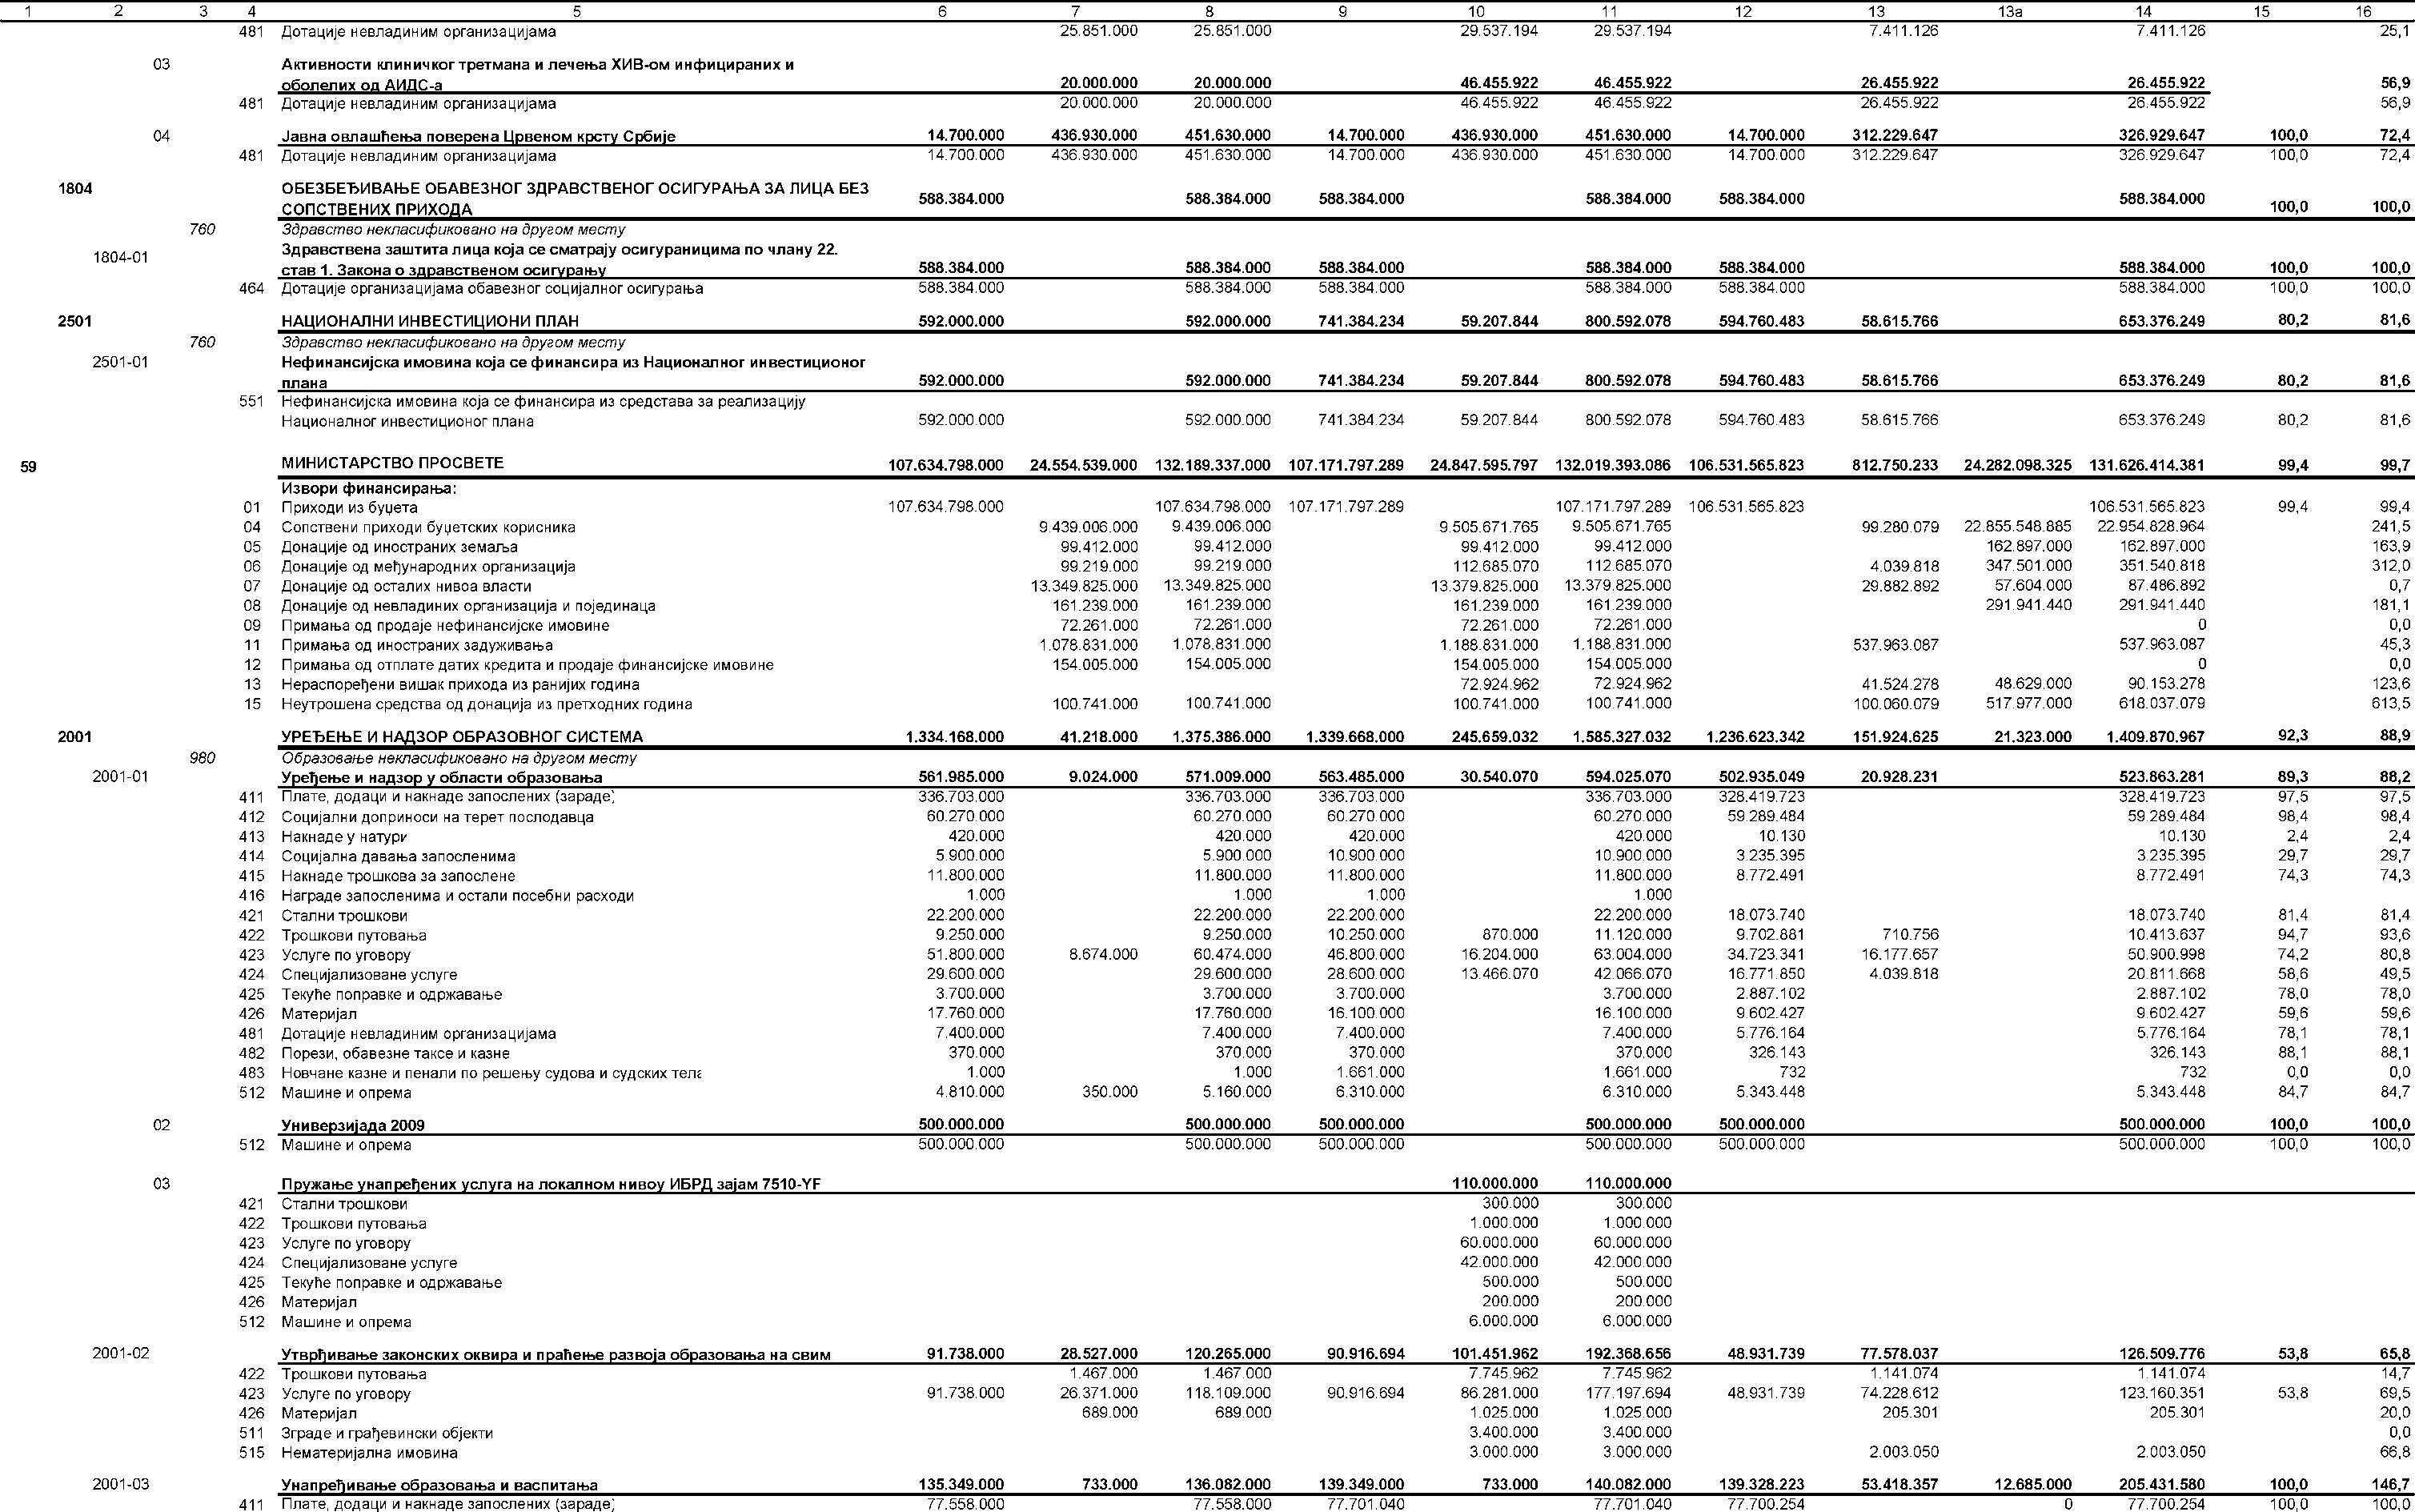 1 2 3 4 5 6 7 8 9 10 11 12 13 13а 14 15 16
481 Дотације невладиним организацијама 25.851.000 25.851.000 29.537.194 29.537.194 7.411.126 7.411.126 25,1
03 Активности клиничког третмана и лечења ХИВ-ом инфицираних и
оболелих од АИДС-а 20.000.000 20.000.000 46.455.922 46.455.922 26.455.922 26.455.922 56,9
481 Дотације невладиним организацијама 20.000.000 20.000.000 46.455.922 46.455.922 26.455.922 26.455.922 56,9
04 Јавна овлашћења поверена Црвеном крсту Србије 14.700.000 436.930.000 451.630.000 14.700.000 436.930.000 451.630.000 14.700.000 312.229.647 326.929.647 100,0 72,4
481 Дотације невладиним организацијама 14.700.000 436.930.000 451.630.000 14.700.000 436.930.000 451.630.000 14.700.000 312.229.647 326.929.647 100,0 72,4
1804 ОБЕЗБЕЂИВАЊЕ ОБАВЕЗНОГ ЗДРАВСТВЕНОГ ОСИГУРАЊА ЗА ЛИЦА БЕЗ
СОПСТВЕНИХ ПРИХОДА 588.384.000 588.384.000 588.384.000 588.384.000 588.384.000 588.384.000 100,0 100,0
760 Здравство некласификовано на другом месту
1804-01 Здравствена заштита лица која се сматрају осигураницима по члану 22.
став 1. Закона о здравственом осигурању 588.384.000 588.384.000 588.384.000 588.384.000 588.384.000 588.384.000 100,0 100,0
464 Дотације организацијама обавезног социјалног осигурања 588.384.000 588.384.000 588.384.000 588.384.000 588.384.000 588.384.000 100,0 100,0
2501 НАЦИОНАЛНИ ИНВЕСТИЦИОНИ ПЛАН 592.000.000 592.000.000 741.384.234 59.207.844 800.592.078 594.760.483 58.615.766 653.376.249 80,2 81,6
760 Здравство некласификовано на другом месту
2501-01 Нефинансијска имовина која се финансира из Националног инвестиционог
плана 592.000.000 592.000.000 741.384.234 59.207.844 800.592.078 594.760.483 58.615.766 653.376.249 80,2 81,6
551 Нефинансијска имовина која се финансира из средстава за реализацију
Националног инвестиционог плана 592.000.000 592.000.000 741.384.234 59.207.844 800.592.078 594.760.483 58.615.766 653.376.249 80,2 81,6
59 МИНИСТАРСТВО ПРОСВЕТЕ 107.634.798.000 24.554.539.000 132.189.337.000 107.171.797.289 24.847.595.797 132.019.393.086 106.531.565.823 812.750.233 24.282.098.325 131.626.414.381 99,4 99,7
Извори финансирања:
01 Приходи из буџета 107.634.798.000 107.634.798.000 107.171.797.289 107.171.797.289 106.531.565.823 106.531.565.823 99,4 99,4
04 Сопствени приходи буџетских корисника 9.439.006.000 9.439.006.000 9.505.671.765 9.505.671.765 99.280.079 22.855.548.885 22.954.828.964 241,5
05 Донације од иностраних земаља 99.412.000 99.412.000 99.412.000 99.412.000 162.897.000 162.897.000 163,9
06 Донације од међународних организација 99.219.000 99.219.000 112.685.070 112.685.070 4.039.818 347.501.000 351.540.818 312,0
07 Донације од осталих нивоа власти 13.349.825.000 13.349.825.000 13.379.825.000 13.379.825.000 29.882.892 57.604.000 87.486.892 0,7
08 Донације од невладиних организација и појединаца 161.239.000 161.239.000 161.239.000 161.239.000 291.941.440 291.941.440 181,1
09 Примања од продаје нефинансијске имовине 72.261.000 72.261.000 72.261.000 72.261.000 0 0,0
11 Примања од иностраних задуживања 1.078.831.000 1.078.831.000 1.188.831.000 1.188.831.000 537.963.087 537.963.087 45,3
12 Примања од отплате датих кредита и продаје финансијске имовине 154.005.000 154.005.000 154.005.000 154.005.000 0 0,0
13 Нераспоређени вишак прихода из ранијих година 72.924.962 72.924.962 41.524.278 48.629.000 90.153.278 123,6
15 Неутрошена средства од донација из претходних година 100.741.000 100.741.000 100.741.000 100.741.000 100.060.079 517.977.000 618.037.079 613,5
2001 УРЕЂЕЊЕ И НАДЗОР ОБРАЗОВНОГ СИСТЕМА 1.334.168.000 41.218.000 1.375.386.000 1.339.668.000 245.659.032 1.585.327.032 1.236.623.342 151.924.625 21.323.000 1.409.870.967 92,3 88,9
980 Образовање некласификовано на другом месту
2001-01 Уређење и надзор у области образовања 561.985.000 9.024.000 571.009.000 563.485.000 30.540.070 594.025.070 502.935.049 20.928.231 523.863.281 89,3 88,2
411 Плате, додаци и накнаде запослених (зараде) 336.703.000 336.703.000 336.703.000 336.703.000 328.419.723 328.419.723 97,5 97,5
412 Социјални доприноси на терет послодавца 60.270.000 60.270.000 60.270.000 60.270.000 59.289.484 59.289.484 98,4 98,4
413 Накнаде у натури 420.000 420.000 420.000 420.000 10.130 10.130 2,4 2,4
414 Социјална давања запосленима 5.900.000 5.900.000 10.900.000 10.900.000 3.235.395 3.235.395 29,7 29,7
415 Накнаде трошкова за запослене 11.800.000 11.800.000 11.800.000 11.800.000 8.772.491 8.772.491 74,3 74,3
416 Награде запосленима и остали посебни расходи 1.000 1.000 1.000 1.000
421 Стални трошкови 22.200.000 22.200.000 22.200.000 22.200.000 18.073.740 18.073.740 81,4 81,4
422 Трошкови путовања 9.250.000 9.250.000 10.250.000 870.000 11.120.000 9.702.881 710.756 10.413.637 94,7 93,6
423 Услуге по уговору 51.800.000 8.674.000 60.474.000 46.800.000 16.204.000 63.004.000 34.723.341 16.177.657 50.900.998 74,2 80,8
424 Специјализоване услуге 29.600.000 29.600.000 28.600.000 13.466.070 42.066.070 16.771.850 4.039.818 20.811.668 58,6 49,5
425 Текуће поправке и одржавање 3.700.000 3.700.000 3.700.000 3.700.000 2.887.102 2.887.102 78,0 78,0
426 Материјал 17.760.000 17.760.000 16.100.000 16.100.000 9.602.427 9.602.427 59,6 59,6
481 Дотације невладиним организацијама 7.400.000 7.400.000 7.400.000 7.400.000 5.776.164 5.776.164 78,1 78,1
482 Порези, обавезне таксе и казне 370.000 370.000 370.000 370.000 326.143 326.143 88,1 88,1
483 Новчане казне и пенали по решењу судова и судских тела 1.000 1.000 1.661.000 1.661.000 732 732 0,0 0,0
512 Машине и опрема 4.810.000 350.000 5.160.000 6.310.000 6.310.000 5.343.448 5.343.448 84,7 84,7
02 Универзијада 2009 500.000.000 500.000.000 500.000.000 500.000.000 500.000.000 500.000.000 100,0 100,0
512 Машине и опрема 500.000.000 500.000.000 500.000.000 500.000.000 500.000.000 500.000.000 100,0 100,0
03 Пружање унапређених услуга на локалном нивоу ИБРД зајам 7510-YF 110.000.000 110.000.000
421 Стални трошкови 300.000 300.000
422 Трошкови путовања 1.000.000 1.000.000
423 Услуге по уговору 60.000.000 60.000.000
424 Специјализоване услуге 42.000.000 42.000.000
425 Текуће поправке и одржавање 500.000 500.000
426 Материјал 200.000 200.000
512 Машине и опрема 6.000.000 6.000.000
2001-02 Утврђивање законских оквира и праћење развоја образовања на свим 91.738.000 28.527.000 120.265.000 90.916.694 101.451.962 192.368.656 48.931.739 77.578.037 126.509.776 53,8 65,8
422 Трошкови путовања 1.467.000 1.467.000 7.745.962 7.745.962 1.141.074 1.141.074 14,7
423 Услуге по уговору 91.738.000 26.371.000 118.109.000 90.916.694 86.281.000 177.197.694 48.931.739 74.228.612 123.160.351 53,8 69,5
426 Материјал 689.000 689.000 1.025.000 1.025.000 205.301 205.301 20,0
511 Зграде и грађевински објекти 3.400.000 3.400.000 0,0
515 Нематеријална имовина 3.000.000 3.000.000 2.003.050 2.003.050 66,8
2001-03 Унапређивање образовања и васпитања 135.349.000 733.000 136.082.000 139.349.000 733.000 140.082.000 139.328.223 53.418.357 12.685.000 205.431.580 100,0 146,7
411 Плате, додаци и накнаде запослених (зараде) 77.558.000 77.558.000 77.701.040 77.701.040 77.700.254 0 77.700.254 100,0 100,0